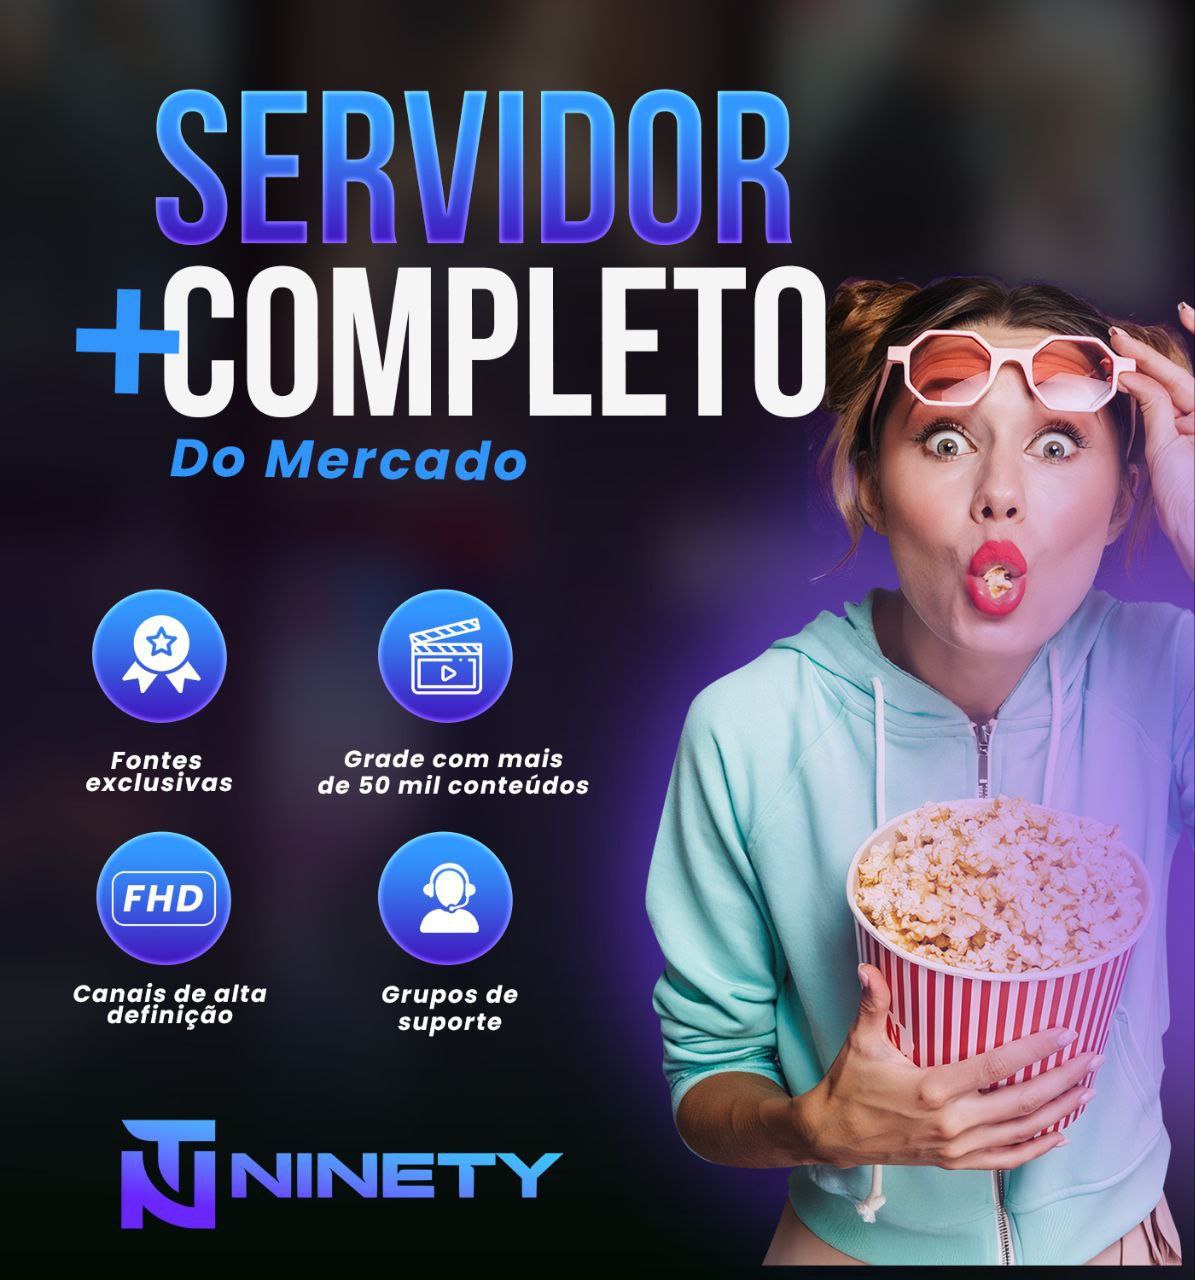 SERVIDOR
+COMPLETO
Do Mercado
Fontes
exclusivas
Grade com mais
de 50 mil conteúdos
FHD
Canais de alta
definição
Grupos de
suporte
NINETY